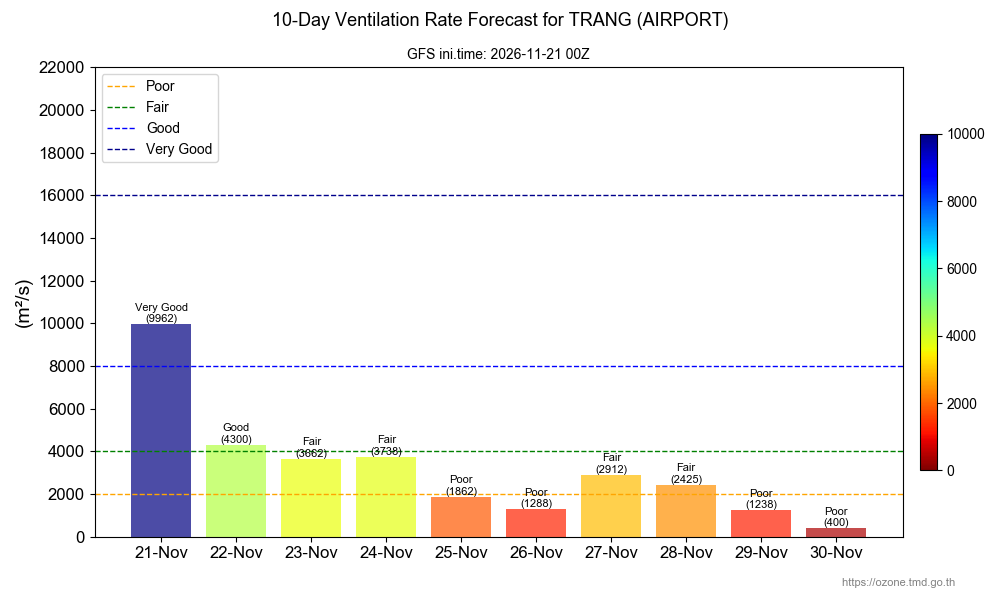 10-Day Ventilation Rate Forecast for TRANG (AIRPORT)
GFS ini.time: 2026-11-21 00Z
(m²/s)
22000
20000
18000
16000
14000
12000
10000
8000
6000
4000
2000
0
Poor
Fair
Good
Very Good
Very Good
(9962)
Good
(4300)
Fair
(3662)
Fair
(3738)
Poor
(1862)
Poor
(1288)
Fair
(2912)
Fair
(2425)
Poor
(1238)
Poor
(400)
21-Nov 22-Nov 23-Nov 24-Nov 25-Nov 26-Nov 27-Nov 28-Nov 29-Nov 30-Nov
10000
8000
6000
4000
2000
0
https://ozone.tmd.go.th